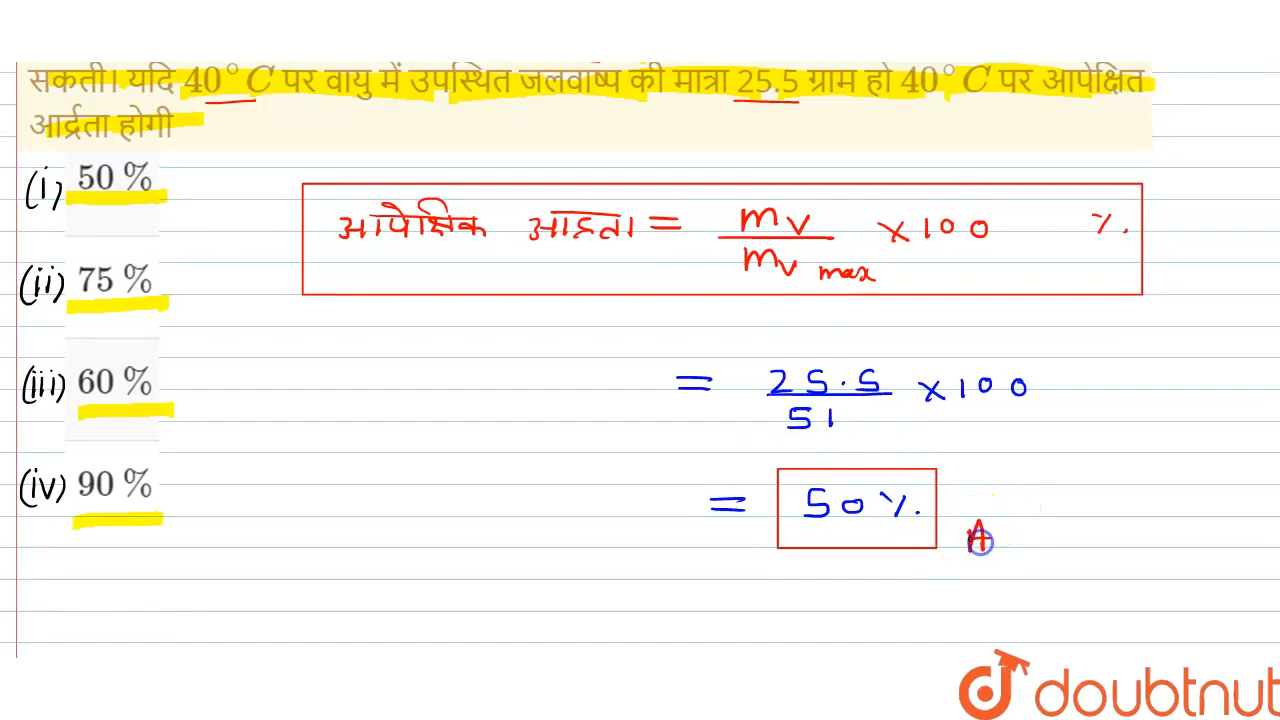 सकती। यदि 40° C पर वायु में उपस्थित जलवाष्प की मात्रा 25.5 ग्राम हो 40° C पर आपेक्षित
आर्द्रता होगी
(i) 50 %
आपेक्षिक आद्रता = mv / mv max × 100 %.
(ii) 75 %
(iii) 60 %
= 25.5 / 51 × 100
(iv) 90 %
= 50 %.
A
doubtnut